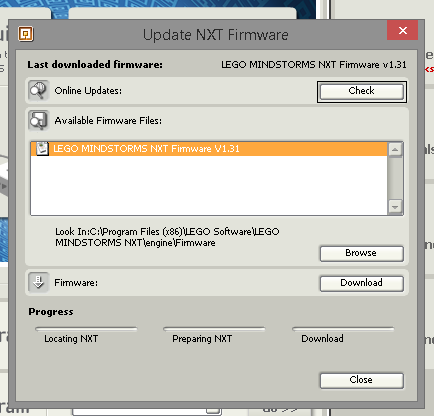 Update NXT Firmware
Last downloaded firmware: LEGO MINDSTORMS NXT Firmware v1.31
Online Updates: Check
Available Firmware Files:
LEGO MINDSTORMS NXT Firmware V1.31
Look In:C:\Program Files (x86)\LEGO Software\LEGO
MINDSTORMS NXT\engine\Firmware
Browse
Firmware: Download
Progress
Locating NXT Preparing NXT Download
Close